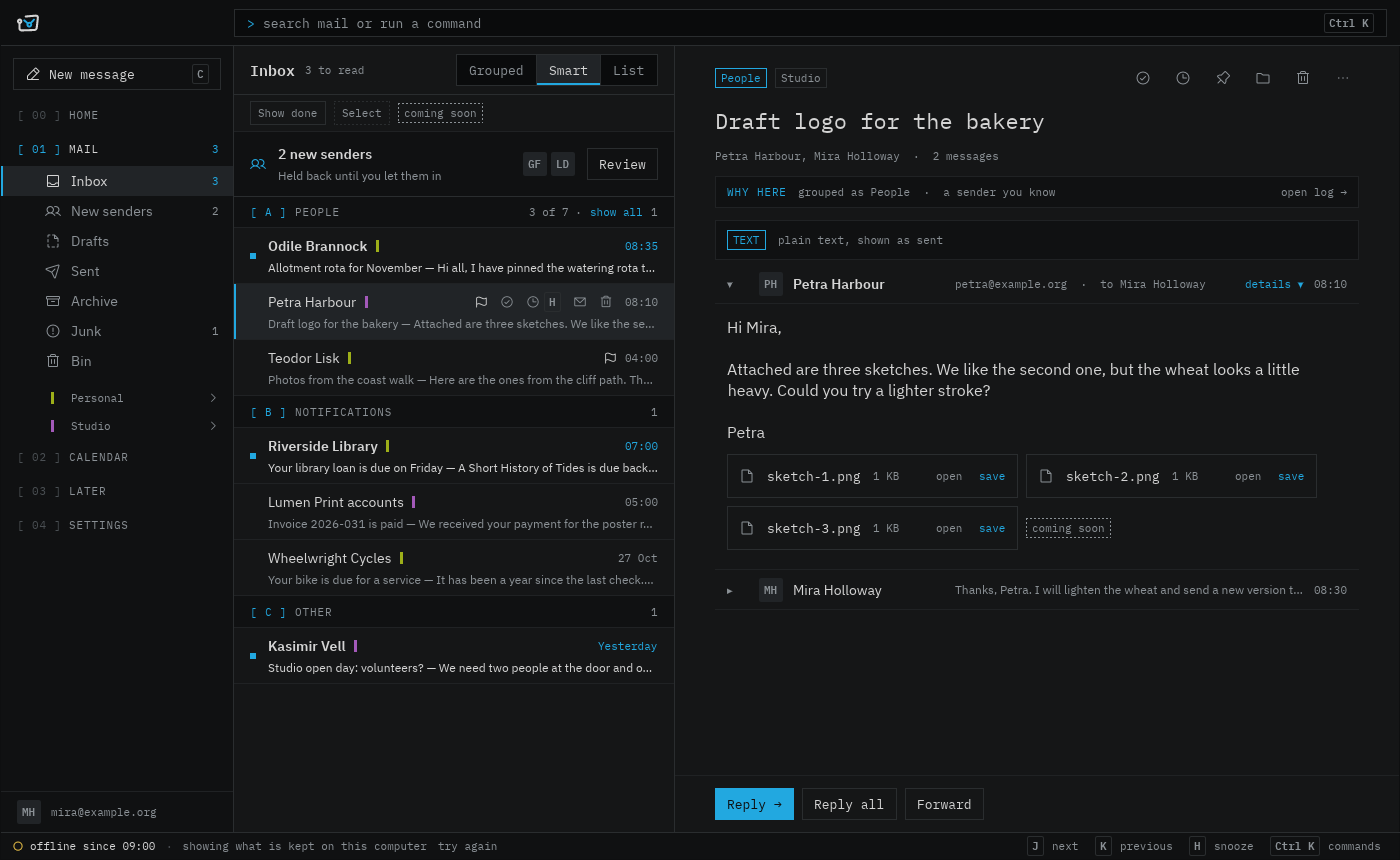 > search mail or run a command Ctrl K
New message C
[ 00 ] HOME
[ 01 ] MAIL 3
Inbox 3
New senders 2
Drafts
Sent
Archive
Junk 1
Bin
Personal
Studio
[ 02 ] CALENDAR
[ 03 ] LATER
[ 04 ] SETTINGS
MH mira@example.org
Inbox 3 to read Grouped Smart List
Show done Select coming soon
2 new senders
Held back until you let them in
GF LD Review
[ A ] PEOPLE 3 of 7 · show all 1
Odile Brannock 08:35
Allotment rota for November — Hi all, I have pinned the watering rota t…
Petra Harbour H 08:10
Draft logo for the bakery — Attached are three sketches. We like the se…
Teodor Lisk 04:00
Photos from the coast walk — Here are the ones from the cliff path. Th…
[ B ] NOTIFICATIONS 1
Riverside Library 07:00
Your library loan is due on Friday — A Short History of Tides is due back…
Lumen Print accounts 05:00
Invoice 2026-031 is paid — We received your payment for the poster r…
Wheelwright Cycles 27 Oct
Your bike is due for a service — It has been a year since the last check.…
[ C ] OTHER 1
Kasimir Vell Yesterday
Studio open day: volunteers? — We need two people at the door and o…
People Studio
Draft logo for the bakery
Petra Harbour, Mira Holloway · 2 messages
WHY HERE grouped as People · a sender you know open log →
TEXT plain text, shown as sent
▾ PH Petra Harbour petra@example.org · to Mira Holloway details ▾ 08:10
Hi Mira,
Attached are three sketches. We like the second one, but the wheat looks a little
heavy. Could you try a lighter stroke?
Petra
sketch-1.png 1 KB open save
sketch-2.png 1 KB open save
sketch-3.png 1 KB open save
coming soon
▸ MH Mira Holloway Thanks, Petra. I will lighten the wheat and send a new version t… 08:30
Reply → Reply all Forward
offline since 09:00 · showing what is kept on this computer try again
J next K previous H snooze Ctrl K commands